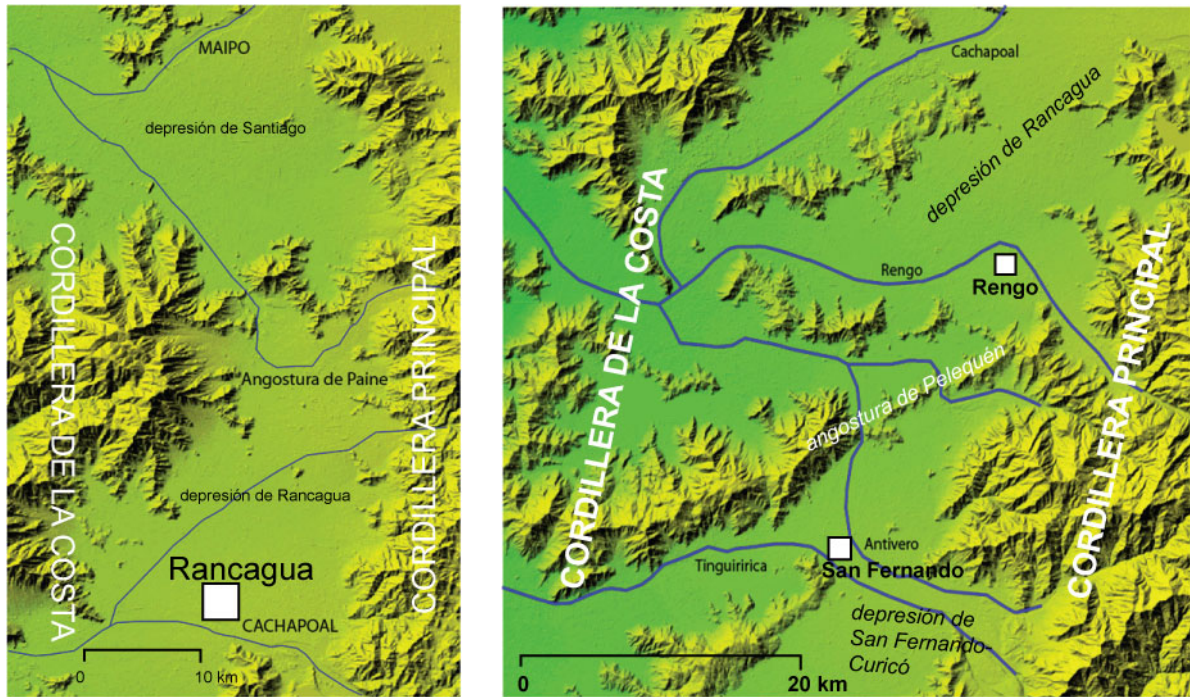 MAIPO
depresión de Santiago
CORDILLERA DE LA COSTA
CORDILLERA PRINCIPAL
Angostura de Paine
depresión de Rancagua
Rancagua
CACHAPOAL
0
10 km
Cachapoal
depresión de Rancagua
CORDILLERA DE LA COSTA
Rengo
Rengo
CORDILLERA PRINCIPAL
angostura de Pelequén
Antivero
Tinguiririca
San Fernando
depresión de
San Fernando-
Curicó
0
20 km